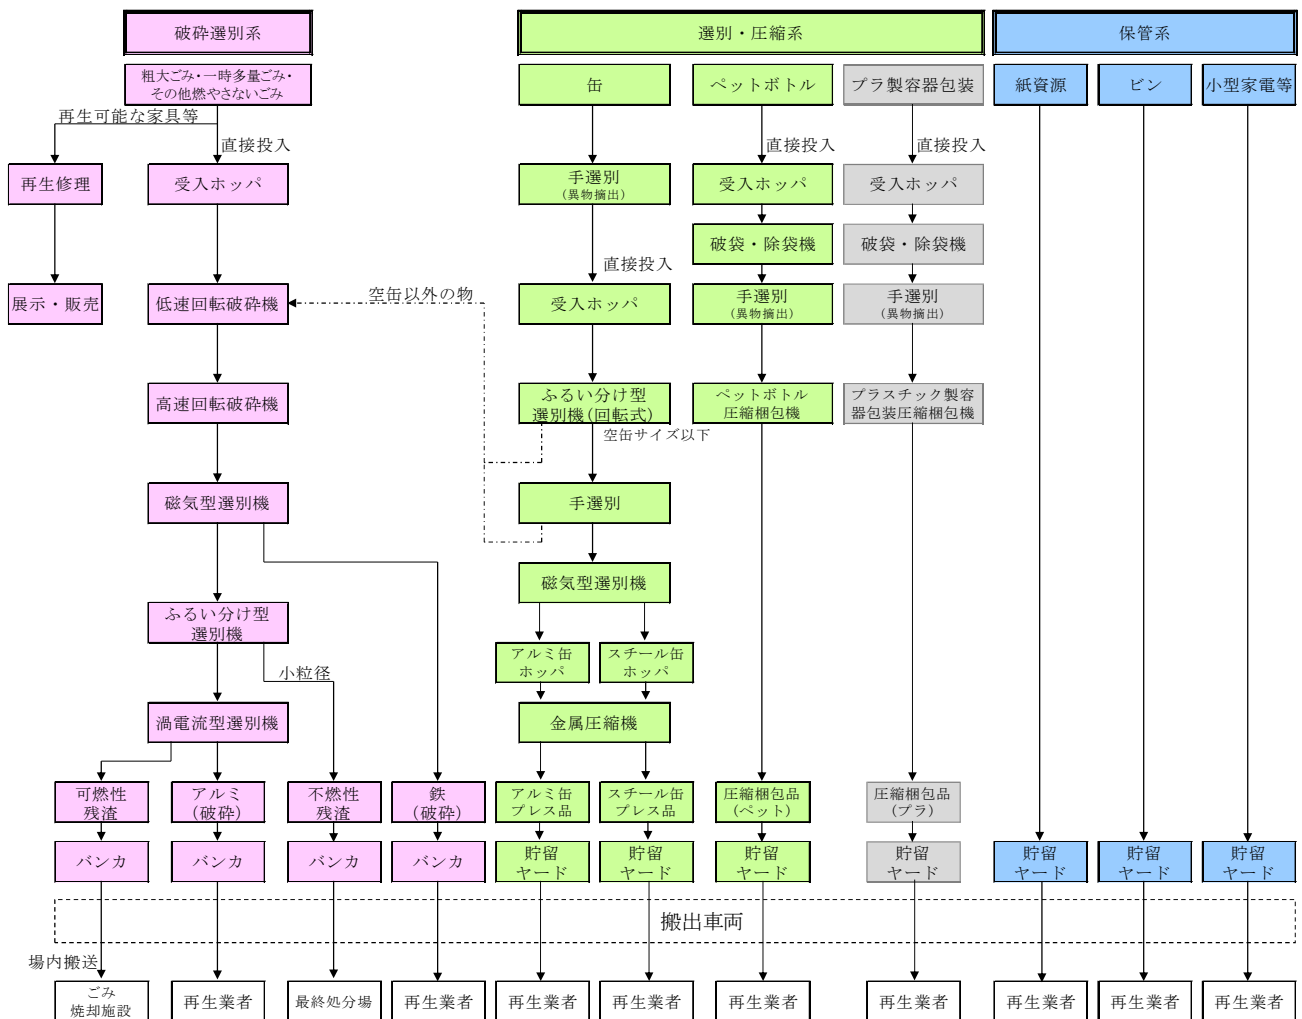 破砕選別系
選別・圧縮系
保管系
粗大ごみ・一時多量ごみ・
その他燃やさないごみ
缶
ペットボトル
プラ製容器包装
紙資源
ビン
小型家電等
再生可能な家具等
直接投入
直接投入
直接投入
再生修理
受入ホッパ
手選別
(異物摘出)
受入ホッパ
受入ホッパ
破袋・除袋機
破袋・除袋機
直接投入
展示・販売
低速回転破砕機
空缶以外の物
受入ホッパ
手選別
(異物摘出)
手選別
(異物摘出)
高速回転破砕機
ふるい分け型
選別機(回転式)
ペットボトル
圧縮梱包機
プラスチック製容
器包装圧縮梱包機
空缶サイズ以下
磁気型選別機
手選別
磁気型選別機
ふるい分け型
選別機
アルミ缶
ホッパ
スチール缶
ホッパ
小粒径
渦電流型選別機
金属圧縮機
可燃性
残渣
アルミ
(破砕)
不燃性
残渣
鉄
(破砕)
アルミ缶
プレス品
スチール缶
プレス品
圧縮梱包品
(ペット)
圧縮梱包品
(プラ)
バンカ
バンカ
バンカ
バンカ
貯留
ヤード
貯留
ヤード
貯留
ヤード
貯留
ヤード
貯留
ヤード
貯留
ヤード
貯留
ヤード
搬出車両
場内搬送
ごみ
焼却施設
再生業者
最終処分場
再生業者
再生業者
再生業者
再生業者
再生業者
再生業者
再生業者
再生業者